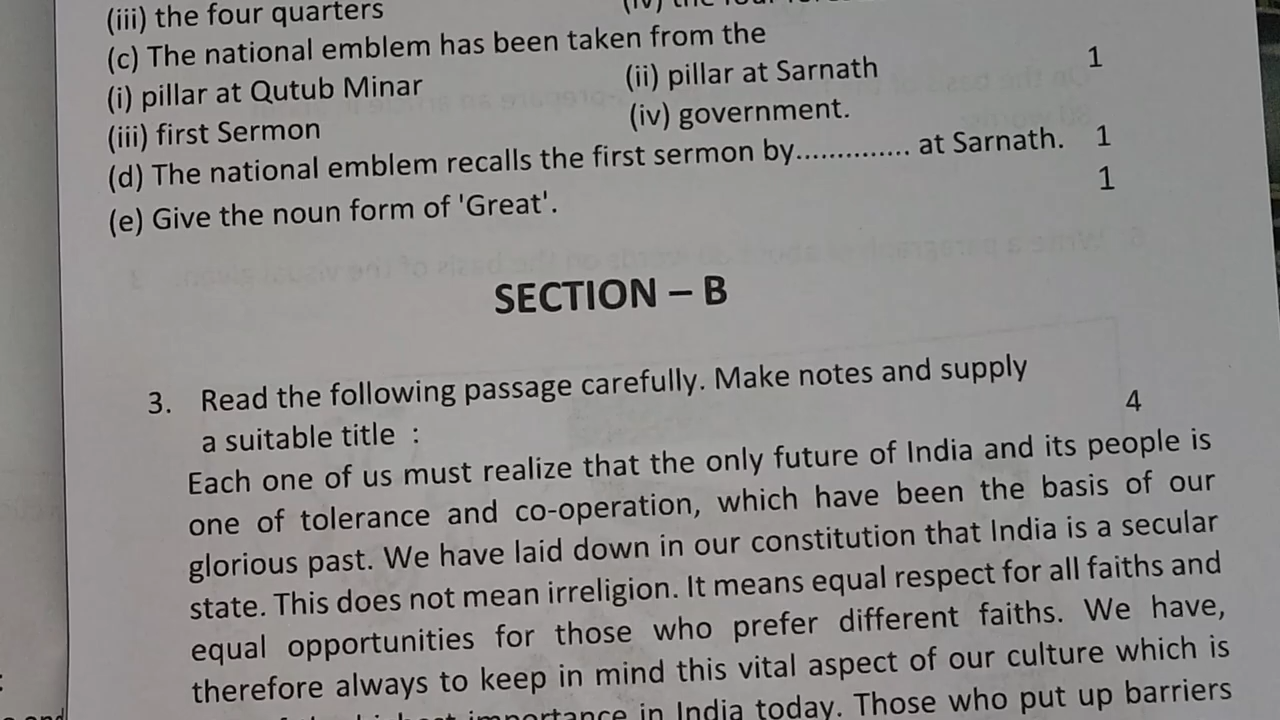 (iii) the four quarters
(c) The national emblem has been taken from the
(i) pillar at Qutub Minar (ii) pillar at Sarnath 1
(iii) first Sermon (iv) government.
(d) The national emblem recalls the first sermon by.............. at Sarnath. 1
(e) Give the noun form of 'Great'. 1
SECTION – B
3. Read the following passage carefully. Make notes and supply
a suitable title : 4
Each one of us must realize that the only future of India and its people is
one of tolerance and co-operation, which have been the basis of our
glorious past. We have laid down in our constitution that India is a secular
state. This does not mean irreligion. It means equal respect for all faiths and
equal opportunities for those who prefer different faiths. We have,
therefore always to keep in mind this vital aspect of our culture which is
importance in India today. Those who put up barriers